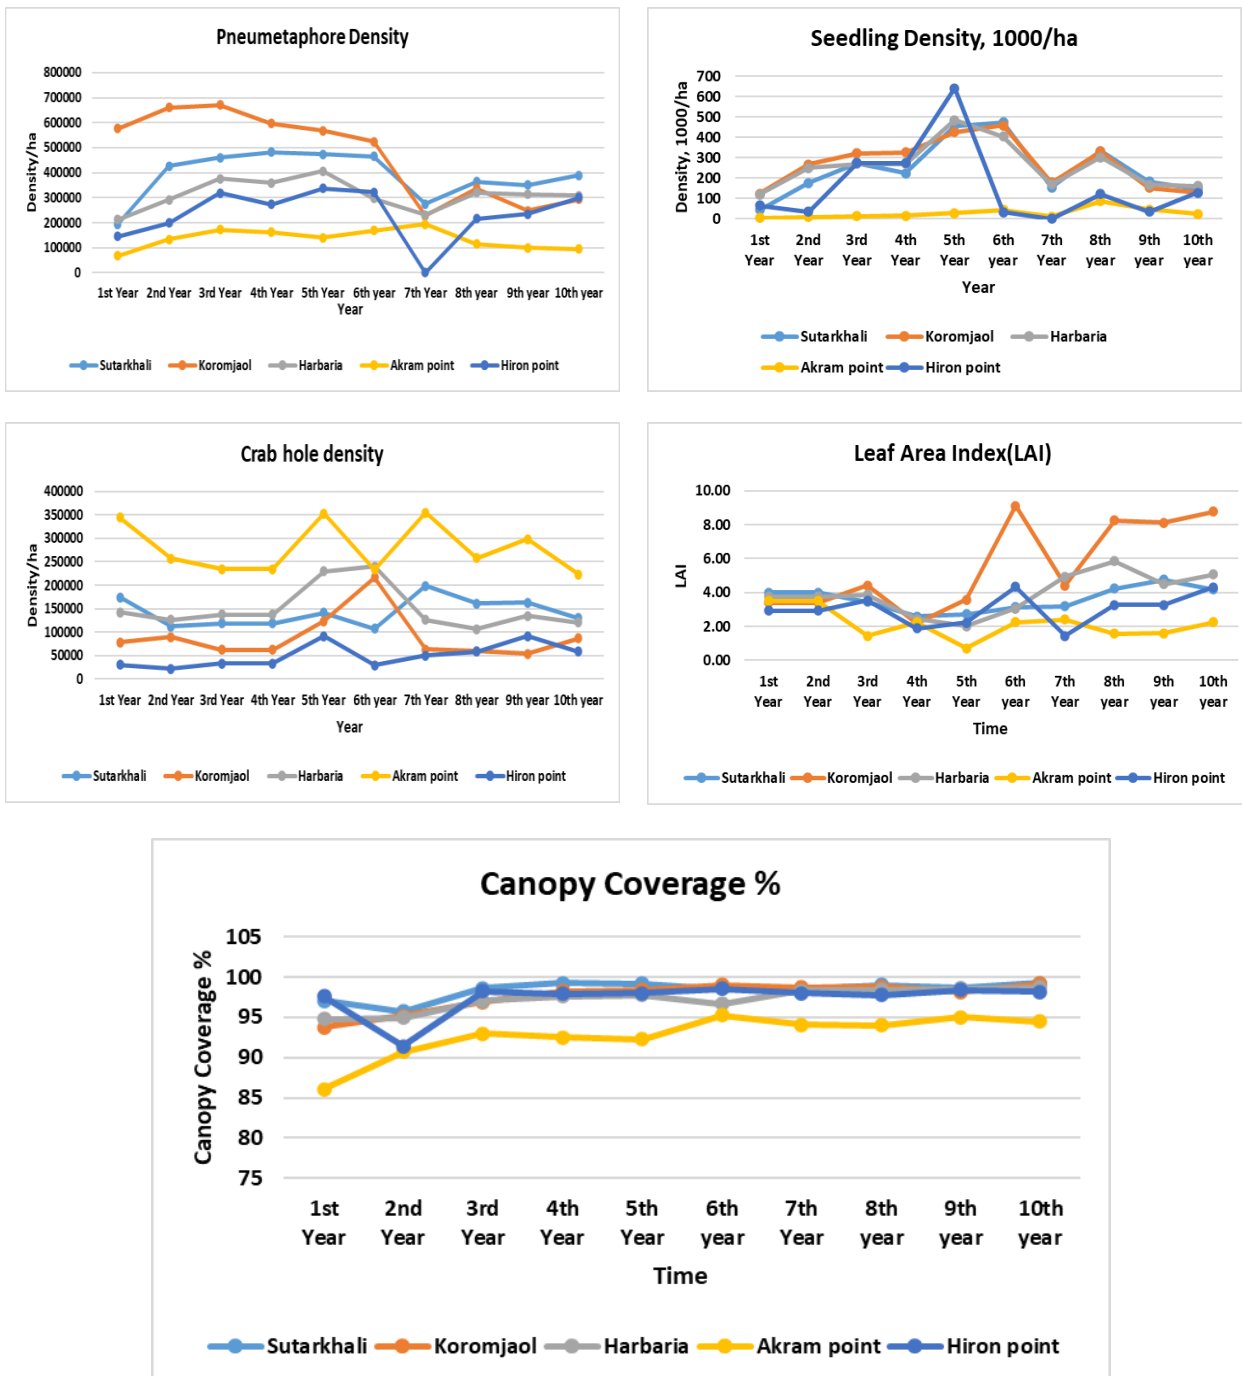 Pneumetaphore Density
Density/ha
800000
700000
600000
500000
400000
300000
200000
100000
0
1st Year 2nd Year 3rd Year 4th Year 5th Year 6th year 7th Year 8th year 9th year 10th year
Year
Sutarkhali Koromjaol Harbaria Akram point Hiron point
Seedling Density, 1000/ha
Density, 1000/ha
700
600
500
400
300
200
100
0
1st 2nd 3rd 4th 5th 6th 7th 8th 9th 10th
Year Year Year Year Year year Year year year year
Year
Sutarkhali Koromjaol Harbaria
Akram point Hiron point
Crab hole density
Density/ha
400000
350000
300000
250000
200000
150000
100000
50000
0
1st Year 2nd Year 3rd Year 4th Year 5th Year 6th year 7th Year 8th year 9th year 10th year
Year
Sutarkhali Koromjaol Harbaria Akram point Hiron point
Leaf Area Index(LAI)
LAI
10.00
8.00
6.00
4.00
2.00
0.00
1st 2nd 3rd 4th 5th 6th 7th 8th 9th 10th
Year Year Year Year Year year Year year year year
Time
Sutarkhali Koromjaol Harbaria Akram point Hiron point
Canopy Coverage %
Canopy Coverage %
105
100
95
90
85
80
75
1st 2nd 3rd 4th 5th 6th 7th 8th 9th 10th
Year Year Year Year Year year Year year year year
Time
Sutarkhali Koromjaol Harbaria Akram point Hiron point